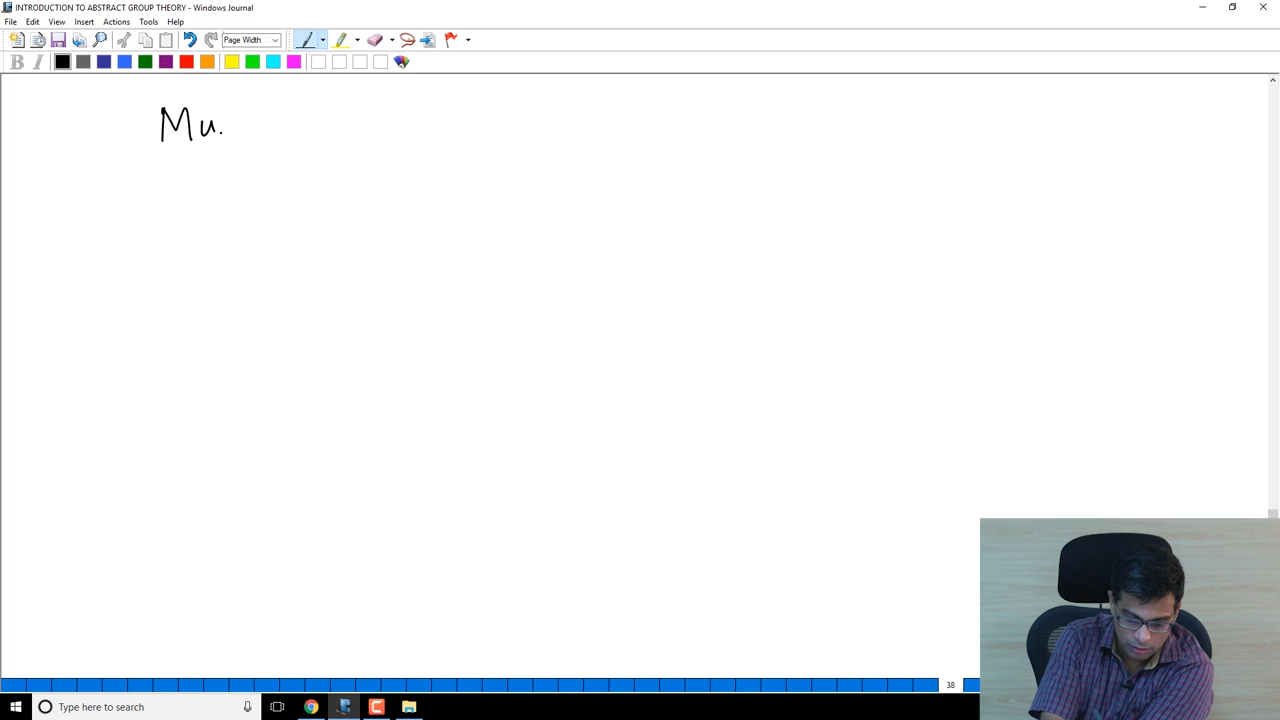 INTRODUCTION TO ABSTRACT GROUP THEORY - Windows Journal
File Edit View Insert Actions Tools Help
Page Width
B I
Mu
38
Type here to search